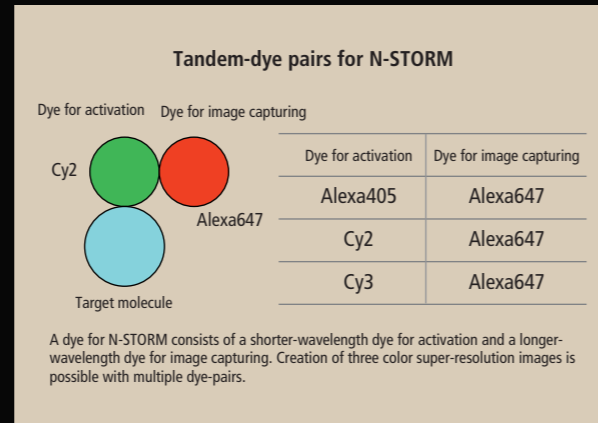 Tandem-dye pairs for N-STORM
Dye for activation Dye for image capturing
Cy2
Alexa647
Target molecule
Dye for activation Dye for image capturing
Alexa405 Alexa647
Cy2 Alexa647
Cy3 Alexa647
A dye for N-STORM consists of a shorter-wavelength dye for activation and a longer-
wavelength dye for image capturing. Creation of three color super-resolution images is
possible with multiple dye-pairs.